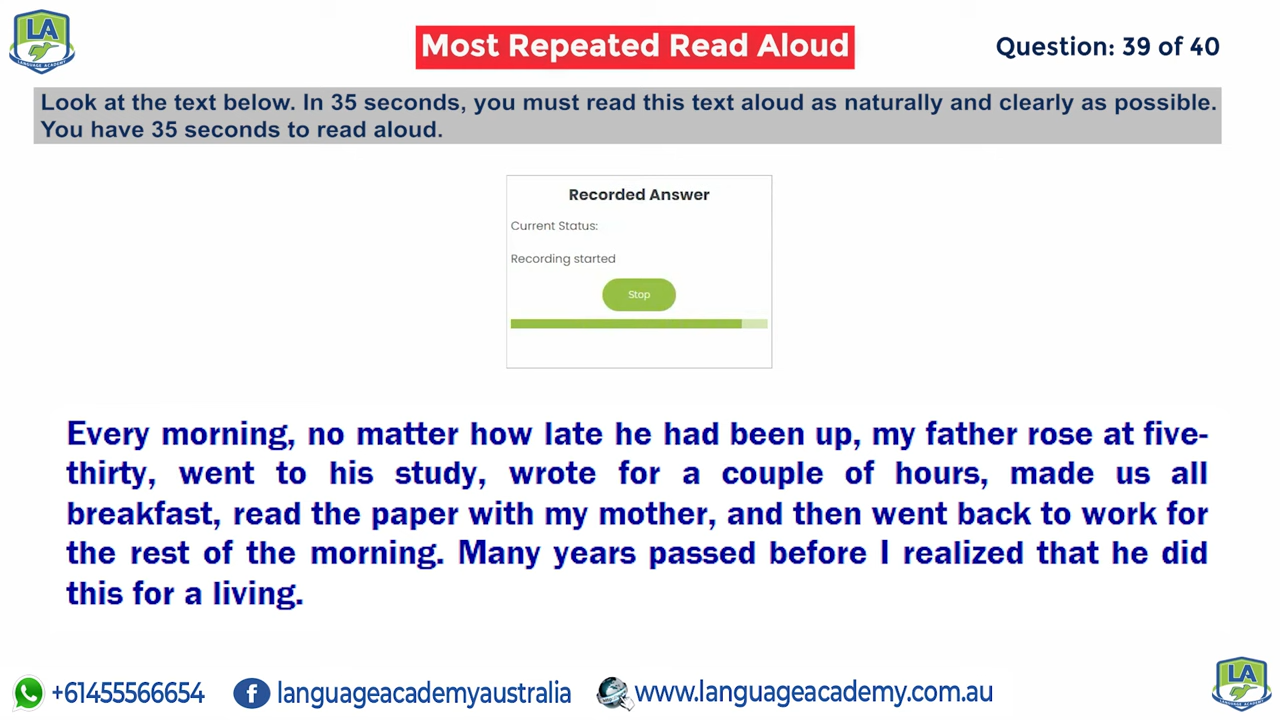 LA
LANGUAGE ACADEMY
Most Repeated Read Aloud
Question: 39 of 40
Look at the text below. In 35 seconds, you must read this text aloud as naturally and clearly as possible.
You have 35 seconds to read aloud.
Recorded Answer
Current Status:
Recording started
Stop
Every morning, no matter how late he had been up, my father rose at five-
thirty, went to his study, wrote for a couple of hours, made us all
breakfast, read the paper with my mother, and then went back to work for
the rest of the morning. Many years passed before I realized that he did
this for a living.
+61455566654
languageacademyaustralia
www.languageacademy.com.au
LA
LANGUAGE ACADEMY